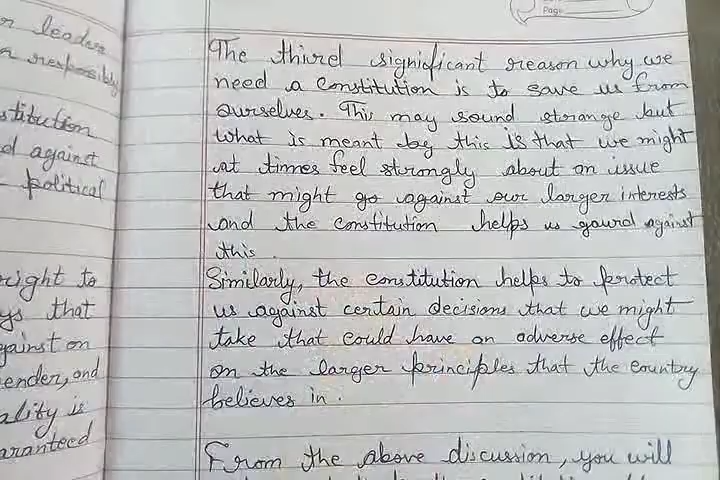 Page
n leader
n responsibly
stitution
d against
political
right to
ys that
gainst on
ender, and
ality is
aranteed
The third significant reason why we
need a constitution is to save us from
ourselves. This may sound strange but
what is meant by this is that we might
at times feel strongly about an issue
that might go against our larger interests
and the constitution helps us gaurd against
this.
Similarly, the constitution helps to protect
us against certain decisions that we might
take that could have an adverse effect
on the larger principles that the country
believes in.
From the above discussion, you will